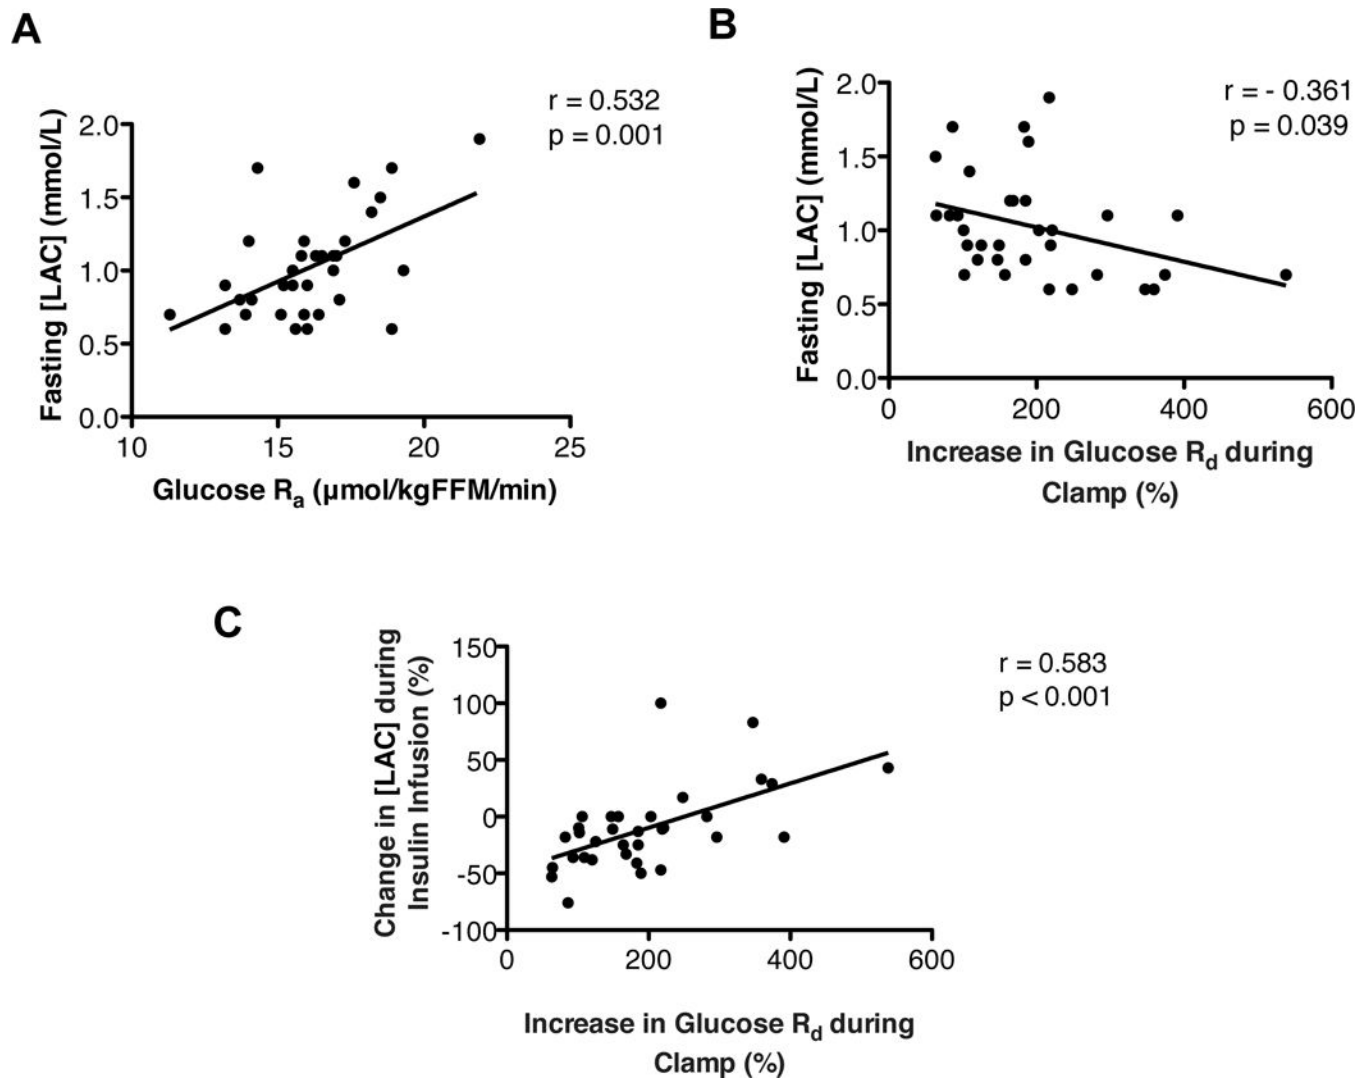 A
r = 0.532
p = 0.001
Fasting [LAC] (mmol/L)
2.0
1.5
1.0
0.5
0.0
10
15
20
25
Glucose Ra (µmol/kgFFM/min)
B
r = - 0.361
p = 0.039
Fasting [LAC] (mmol/L)
2.0
1.5
1.0
0.5
0.0
0
200
400
600
Increase in Glucose Rd during
Clamp (%)
C
r = 0.583
p < 0.001
Change in [LAC] during
Insulin Infusion (%)
150
100
50
0
-50
-100
0
200
400
600
Increase in Glucose Rd during
Clamp (%)